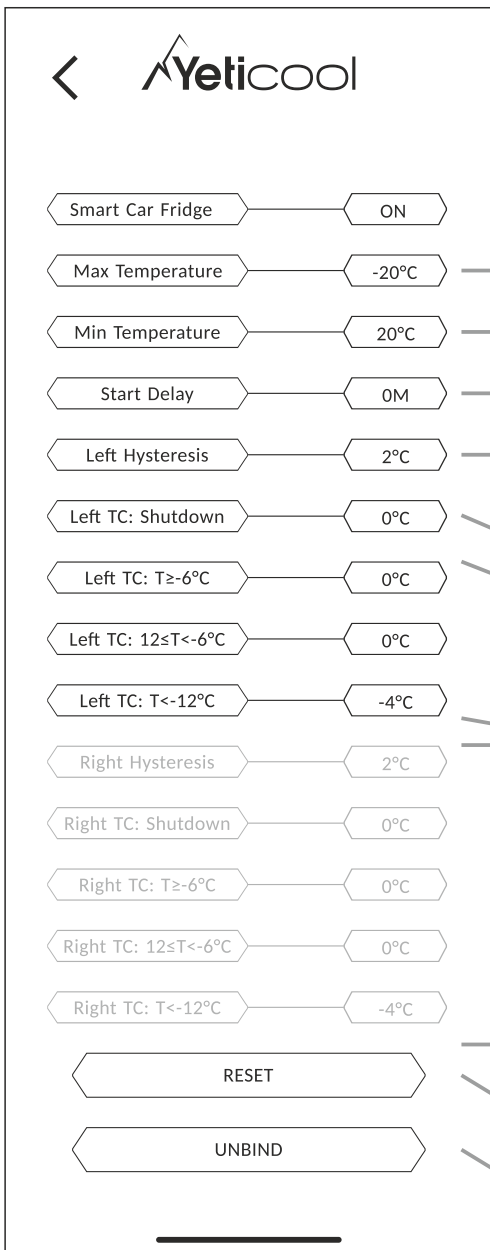 Yeticool
Smart Car Fridge ON
Max Temperature -20°C
Min Temperature 20°C
Start Delay 0M
Left Hysteresis 2°C
Left TC: Shutdown 0°C
Left TC: T≥-6°C 0°C
Left TC: 12≤T<-6°C 0°C
Left TC: T<-12°C -4°C
Right Hysteresis 2°C
Right TC: Shutdown 0°C
Right TC: T≥-6°C 0°C
Right TC: 12≤T<-6°C 0°C
Right TC: T<-12°C -4°C
RESET
UNBIND